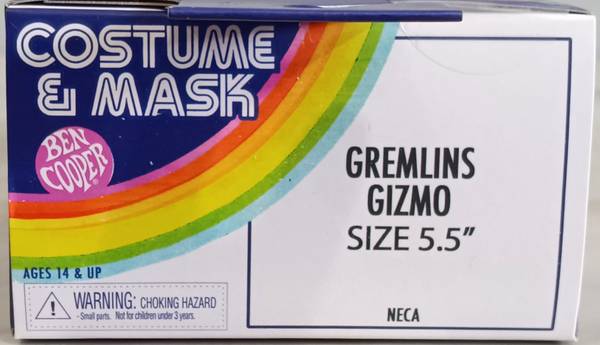 COSTUME
& MASK
BEN
COOPER®
AGES 14 & UP
WARNING: CHOKING HAZARD
-Small parts. Not for children under 3 years.
GREMLINS
GIZMO
SIZE 5.5”
NECA